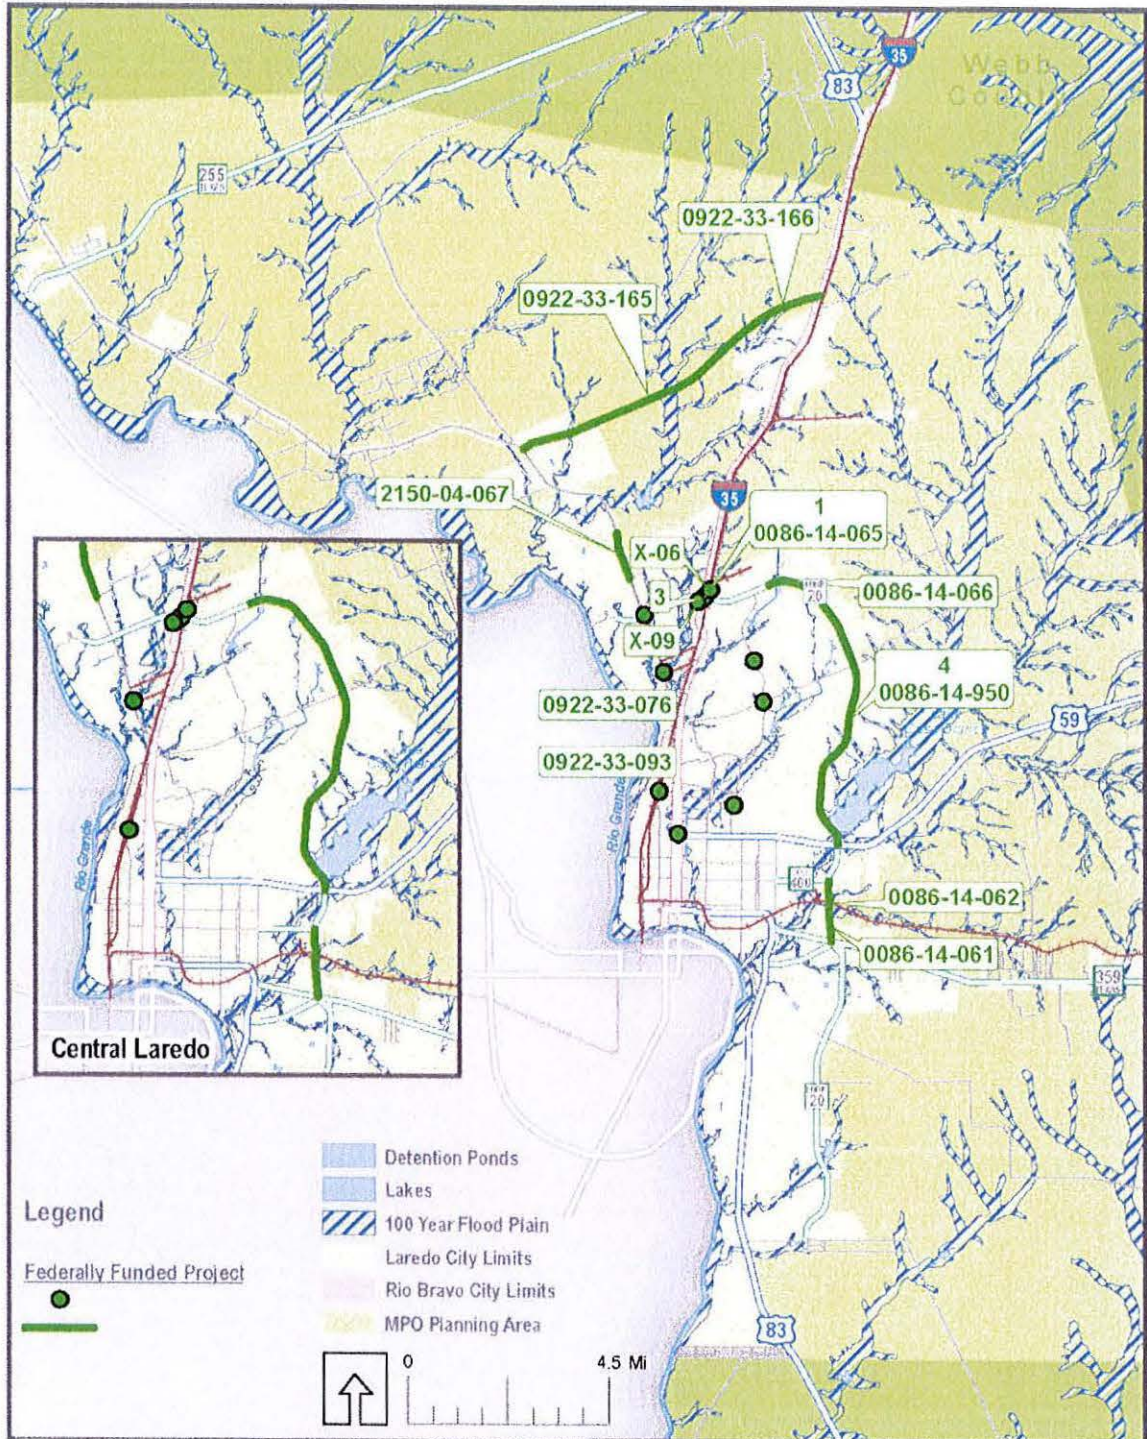 35
83
Webb
County
255
0922-33-166
0922-33-165
2150-04-067
35
1
0086-14-065
X-06
3
20
0086-14-066
X-09
4
0086-14-950
0922-33-076
59
0922-33-093
Rio Grande
Rio Grande
0086-14-062
0086-14-061
359
Central Laredo
20
83
Legend
Federally Funded Project
Detention Ponds
Lakes
100 Year Flood Plain
Laredo City Limits
Rio Bravo City Limits
MPO Planning Area
0
4.5 Mi